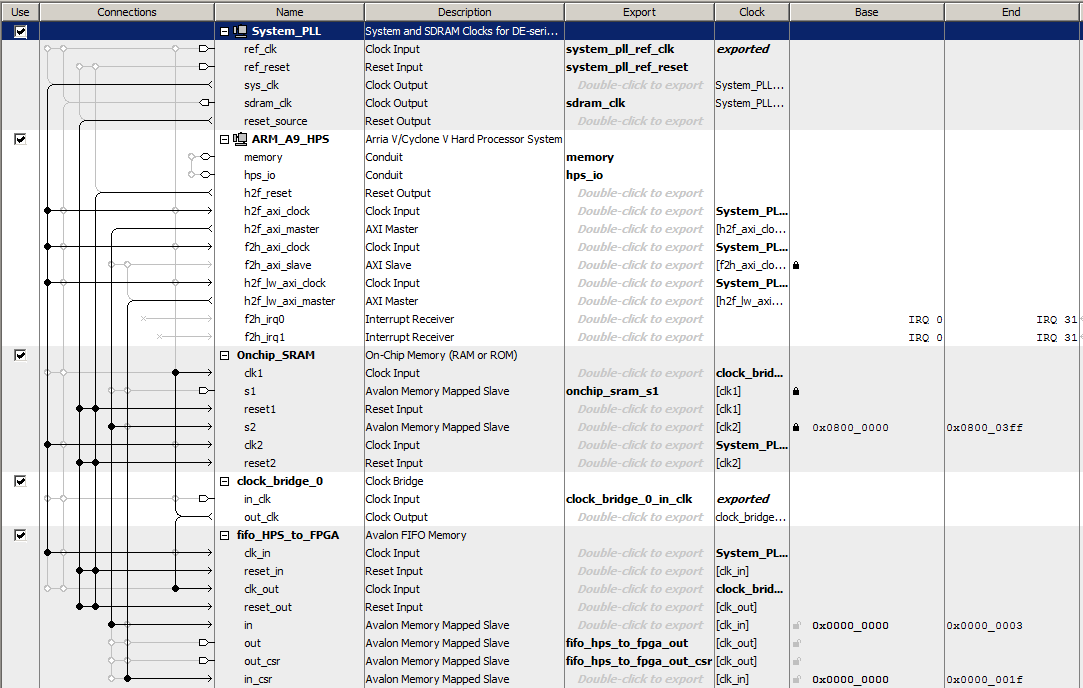 Use Connections Name Description Export Clock Base End
System_PLL System and SDRAM Clocks for DE-seri...
ref_clk Clock Input system_pll_ref_clk exported
ref_reset Reset Input system_pll_ref_reset
sys_clk Clock Output Double-click to export System_PLL...
sdram_clk Clock Output sdram_clk System_PLL...
reset_source Reset Output Double-click to export
ARM_A9_HPS Arria V/Cyclone V Hard Processor System
memory Conduit memory
hps_io Conduit hps_io
h2f_reset Reset Output Double-click to export
h2f_axi_clock Clock Input Double-click to export System_PL...
h2f_axi_master AXI Master Double-click to export [h2f_axi_clo...
f2h_axi_clock Clock Input Double-click to export System_PL...
f2h_axi_slave AXI Slave Double-click to export [f2h_axi_clo...
h2f_lw_axi_clock Clock Input Double-click to export System_PL...
h2f_lw_axi_master AXI Master Double-click to export [h2f_lw_axi...
f2h_irq0 Interrupt Receiver Double-click to export IRQ 0 IRQ 31
f2h_irq1 Interrupt Receiver Double-click to export IRQ 0 IRQ 31
Onchip_SRAM On-Chip Memory (RAM or ROM)
clk1 Clock Input Double-click to export clock_brid...
s1 Avalon Memory Mapped Slave onchip_sram_s1 [clk1]
reset1 Reset Input Double-click to export [clk1]
s2 Avalon Memory Mapped Slave Double-click to export [clk2] 0x0800_0000 0x0800_03ff
clk2 Clock Input Double-click to export System_PL...
reset2 Reset Input Double-click to export [clk2]
clock_bridge_0 Clock Bridge
in_clk Clock Input clock_bridge_0_in_clk exported
out_clk Clock Output Double-click to export clock_bridge...
fifo_HPS_to_FPGA Avalon FIFO Memory
clk_in Clock Input Double-click to export System_PL...
reset_in Reset Input Double-click to export [clk_in]
clk_out Clock Input Double-click to export clock_brid...
reset_out Reset Input Double-click to export [clk_out]
in Avalon Memory Mapped Slave Double-click to export [clk_in] 0x0000_0000 0x0000_0003
out Avalon Memory Mapped Slave fifo_hps_to_fpga_out [clk_out]
out_csr Avalon Memory Mapped Slave fifo_hps_to_fpga_out_csr [clk_out]
in_csr Avalon Memory Mapped Slave Double-click to export [clk_in] 0x0000_0000 0x0000_001f